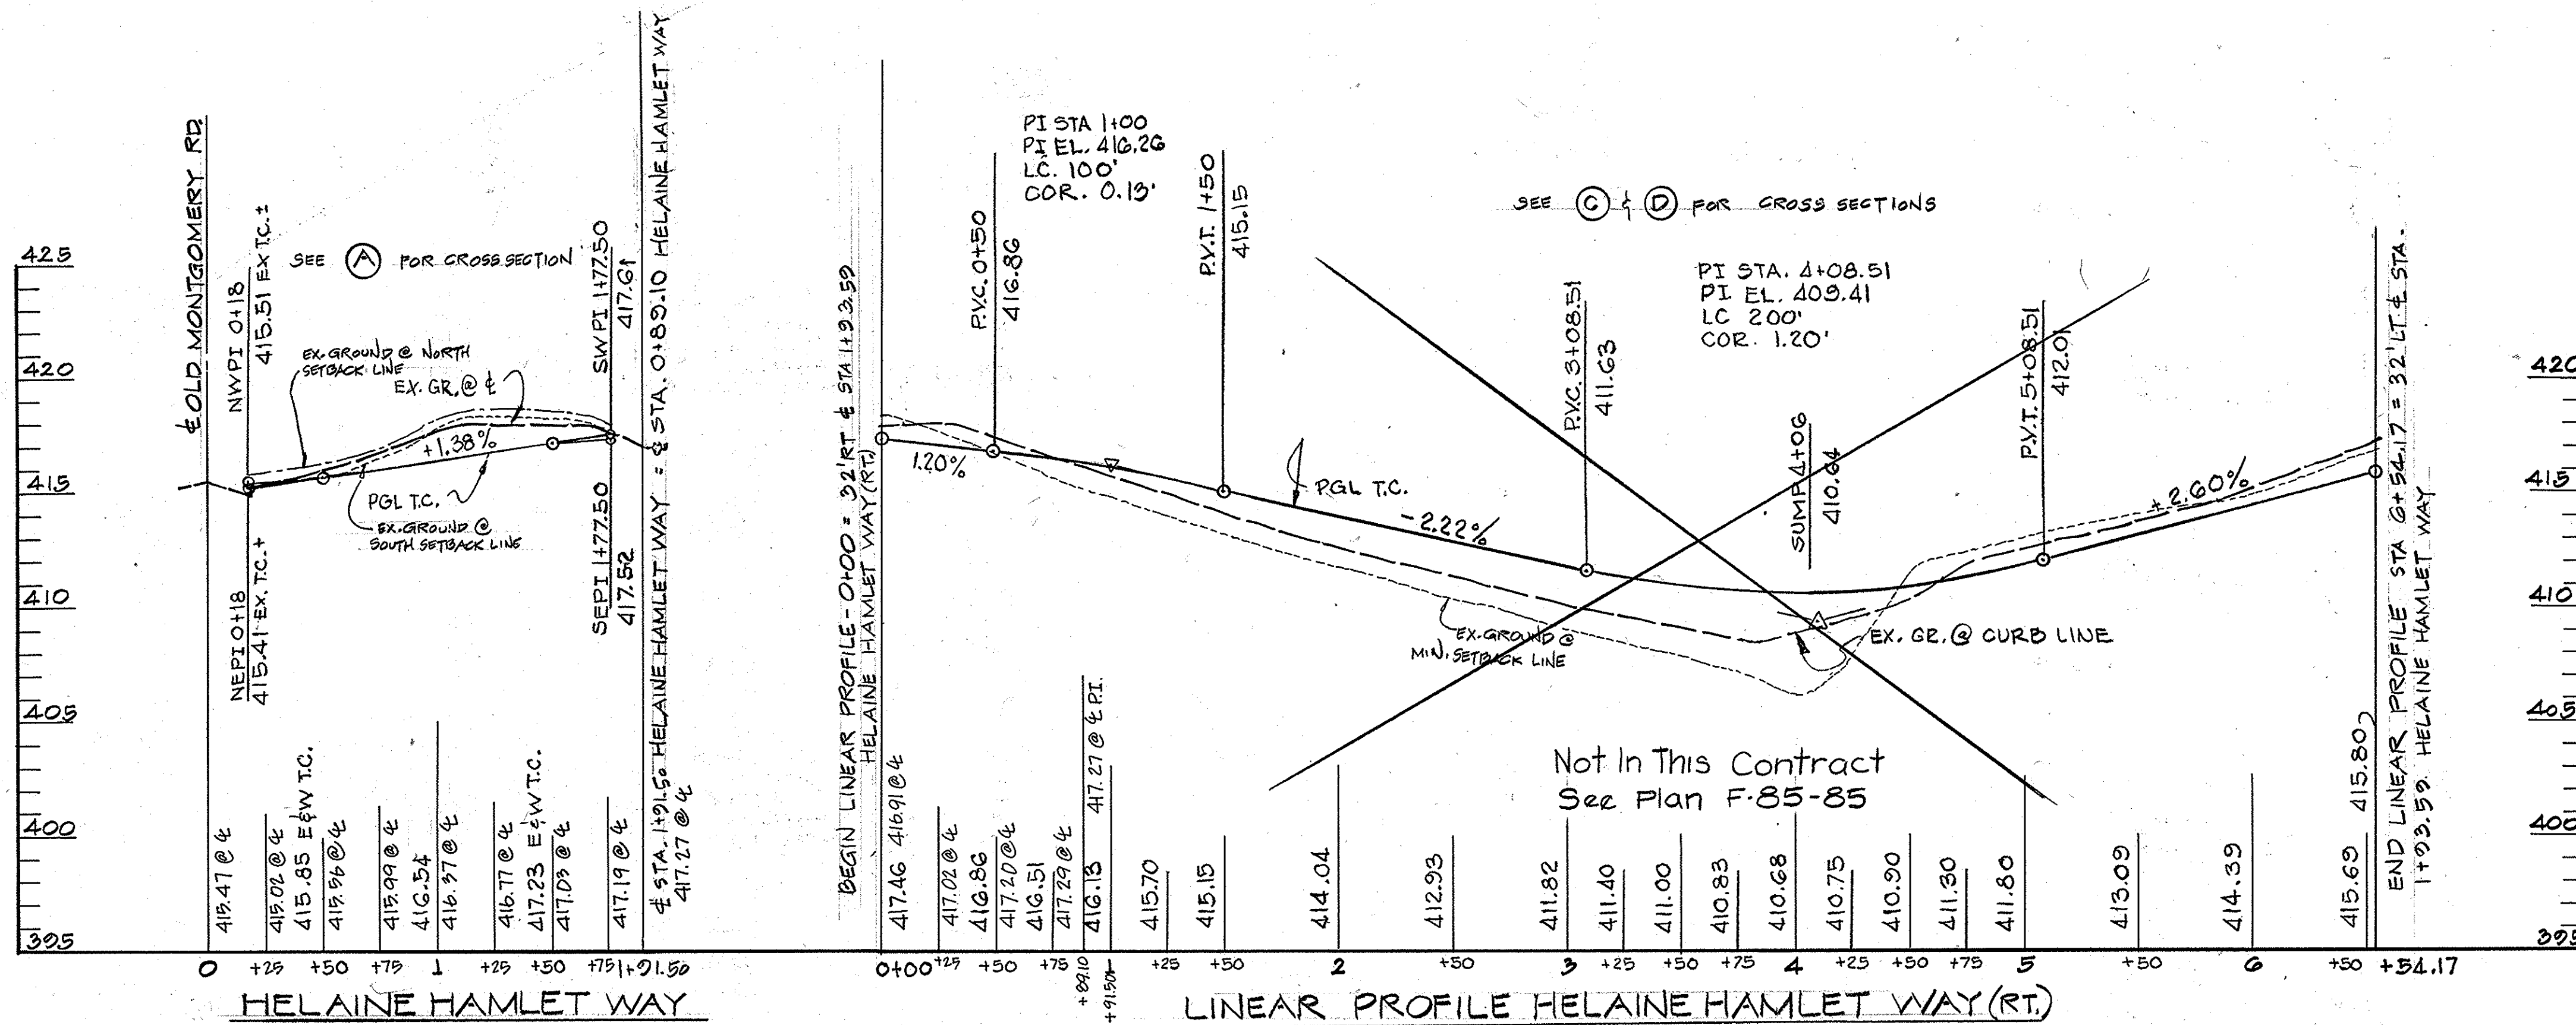 ℄ OLD MONTGOMERY RD.
NWPI 0+18
415.51 EX T.C. ±
SEE A FOR CROSS SECTION
EX. GROUND @ NORTH
SETBACK LINE
EX. GR. @ ℄
+1.38%
PGL T.C.
EX. GROUND @
SOUTH SETBACK LINE
NEPI 0+18
415.41 EX. T.C. +
SWPI 1+77.50
417.61
SEPI 1+77.50
417.52
℄ STA. 1+91.50 HELAINE HAMLET WAY = ℄ STA. 0+89.10 HELAINE HAMLET WAY
417.27 @ ℄
425
420
415
410
405
400
395
415.47 @ ℄
415.02 @ ℄
415.85 E&W T.C.
415.56 @ ℄
415.99 @ ℄
416.54
416.37 @ ℄
416.77 @ ℄
417.23 E&W T.C.
417.03 @ ℄
417.19 @ ℄
0 +25 +50 +75 1 +25 +50 +75 1+91.50
HELAINE HAMLET WAY
BEGIN LINEAR PROFILE - 0+00 = 32' RT ℄ STA 1+93.59
HELAINE HAMLET WAY (RT.)
P.V.C. 0+50
416.86
PI STA 1+00
PI EL. 416.26
LC. 100'
COR. 0.13'
P.V.T. 1+50
415.15
1.20%
PGL T.C.
-2.22%
SEE C & D FOR CROSS SECTIONS
P.V.C. 3+08.51
411.63
PI STA. 4+08.51
PI EL. 409.41
LC 200'
COR. 1.20'
SUMP 4+06
410.64
P.V.T. 5+08.51
412.01
+2.60%
EX. GROUND @
MIN. SETBACK LINE
EX. GR. @ CURB LINE
Not In This Contract
See Plan F-85-85
END LINEAR PROFILE STA 6+54.17 = 32' LT ℄ STA.
1+93.59 HELAINE HAMLET WAY
420
415
410
405
400
395
417.46 416.91 @ ℄
417.02 @ ℄
416.86
417.20 @ ℄
416.51
417.29 @ ℄
416.13
417.27 @ ℄ P.I.
415.70
415.15
414.04
412.93
411.82
411.40
411.00
410.83
410.68
410.75
410.90
411.30
411.80
413.09
414.39
415.69
415.80
0+00 +25 +50 +75 +89.10 1 +91.50 +25 +50 2 +50 3 +25 +50 +75 4 +25 +50 +75 5 +50 6 +50 +54.17
LINEAR PROFILE HELAINE HAMLET WAY (RT.)